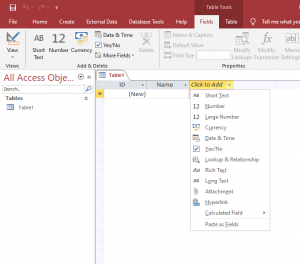 Table Tools
File
Home
Create
External Data
Database Tools
Help
Fields
Table
Tell me what
Views
View
AB
Short
Text
12
Number
Currency
Date & Time
Yes/No
More Fields
Delete
Name & Caption
Default Value
Field Size
Modify
Lookups
Modify
Expression
Memo
Settings
Add & Delete
Properties
All Access Obje...
Search...
Tables
Table1
Table1
ID
Name
Click to Add
(New)
AB Short Text
12 Number
12 Large Number
Currency
Date & Time
Yes/No
Lookup & Relationship
Aa Rich Text
AB Long Text
Attachment
Hyperlink
Calculated Field
Paste as Fields